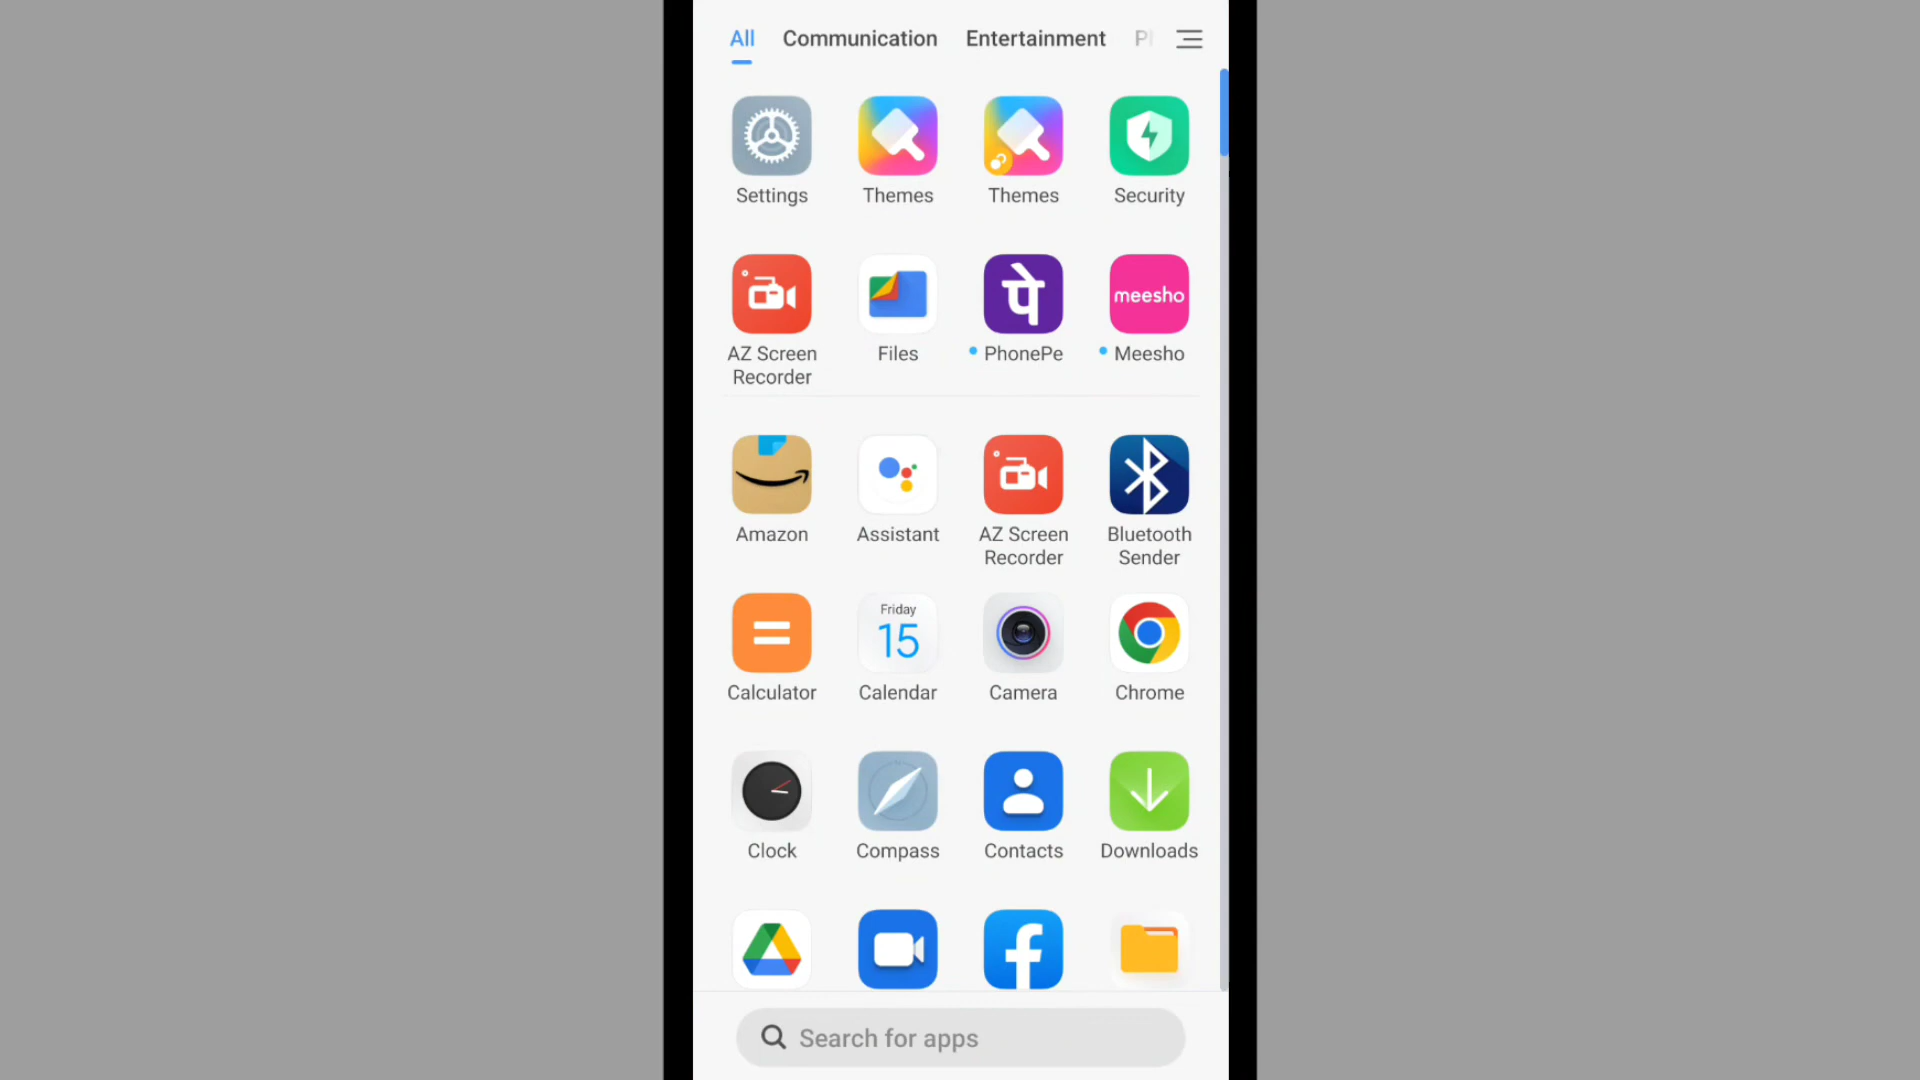 All Communication Entertainment
Settings Themes Themes Security
पे meesho
AZ Screen Files PhonePe Meesho
Recorder
Amazon Assistant AZ Screen Bluetooth
Recorder Sender
Friday
15
Calculator Calendar Camera Chrome
Clock Compass Contacts Downloads
Search for apps